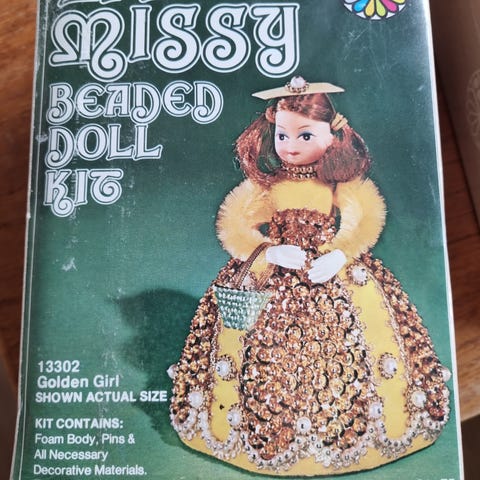 MISSY
BEADED
DOLL
KIT
13302
Golden Girl
SHOWN ACTUAL SIZE
KIT CONTAINS:
Foam Body, Pins &
All Necessary
Decorative Materials.